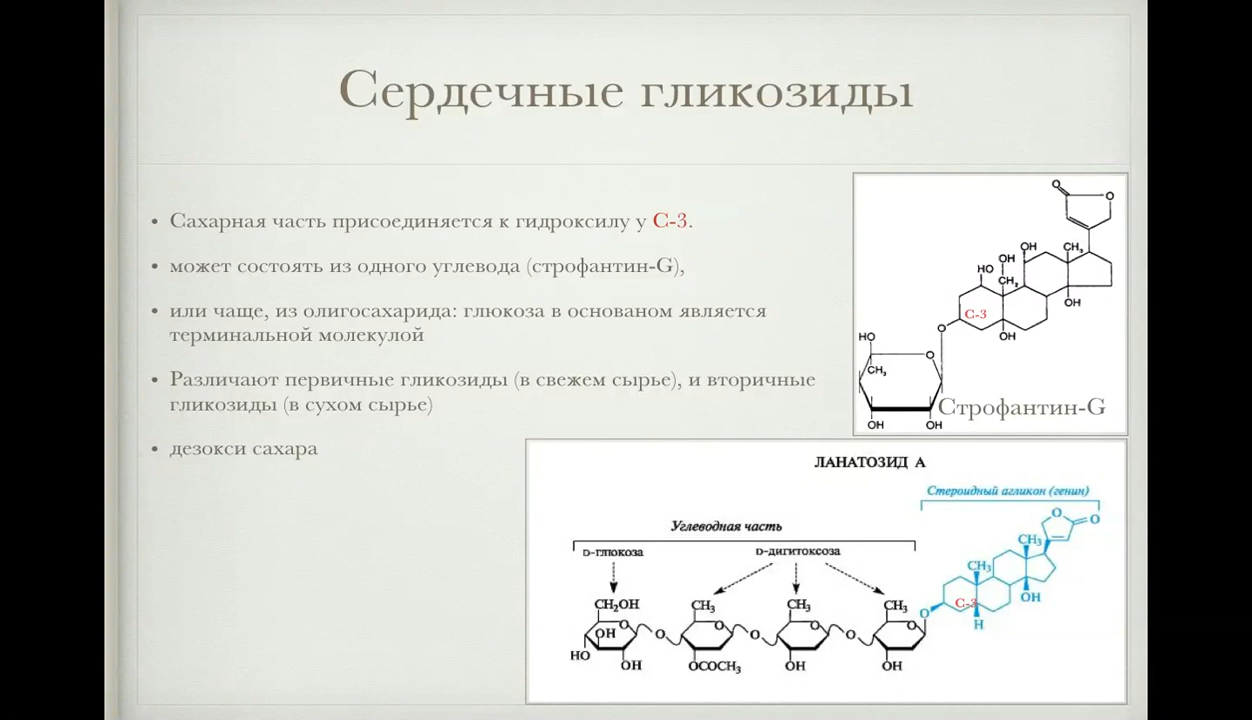 Сердечные гликозиды
• Сахарная часть присоединяется к гидроксилу у С-3.
• может состоять из одного углевода (строфантин-G),
• или чаще, из олигосахарида: глюкоза в основаном является
терминальной молекулой
• Различают первичные гликозиды (в свежем сырье), и вторичные
гликозиды (в сухом сырье)
• дезокси сахара
O
O
OH
CH₃
OH
HO
CH₂
OH
С-3
OH
O
HO
O
CH₃
OH
OH
Строфантин-G
ЛАНАТОЗИД А
Стероидный агликон (генин)
Углеводная часть
D-глюкоза
D-дигитоксоза
O
O
CH₃
CH₃
OH
С-3
O
H
CH₂OH
CH₃
CH₃
CH₃
O
O
O
O
OH
O
O
O
HO
OH
OCOCH₃
OH
OH